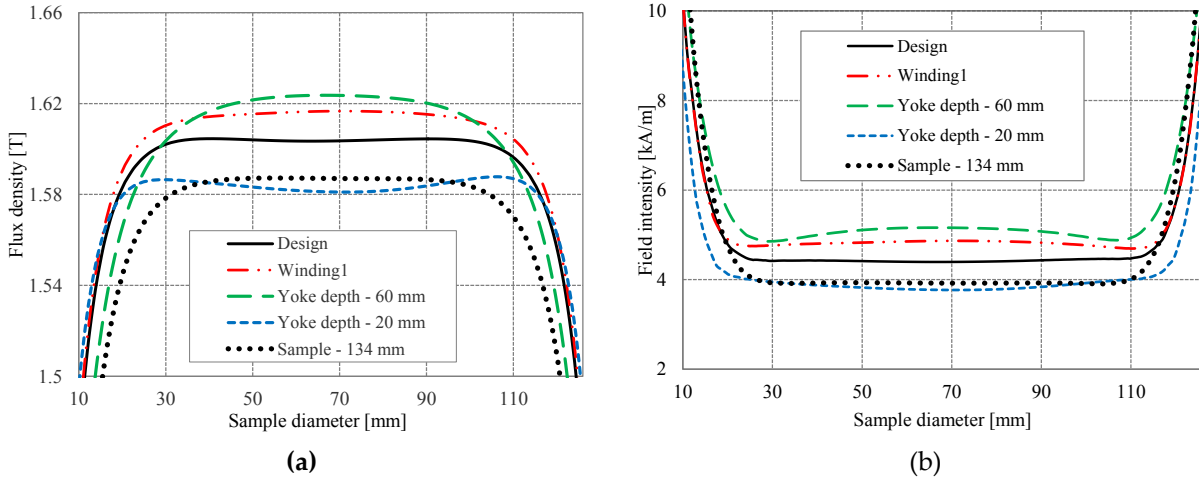 1.66
1.62
1.58
1.54
1.5
Flux density [T]
Design
Winding1
Yoke depth - 60 mm
Yoke depth - 20 mm
Sample - 134 mm
10 30 50 70 90 110
Sample diameter [mm]
(a)
10
8
6
4
2
Field intensity [kA/m]
Design
Winding1
Yoke depth - 60 mm
Yoke depth - 20 mm
Sample - 134 mm
10 30 50 70 90 110
Sample diameter [mm]
(b)